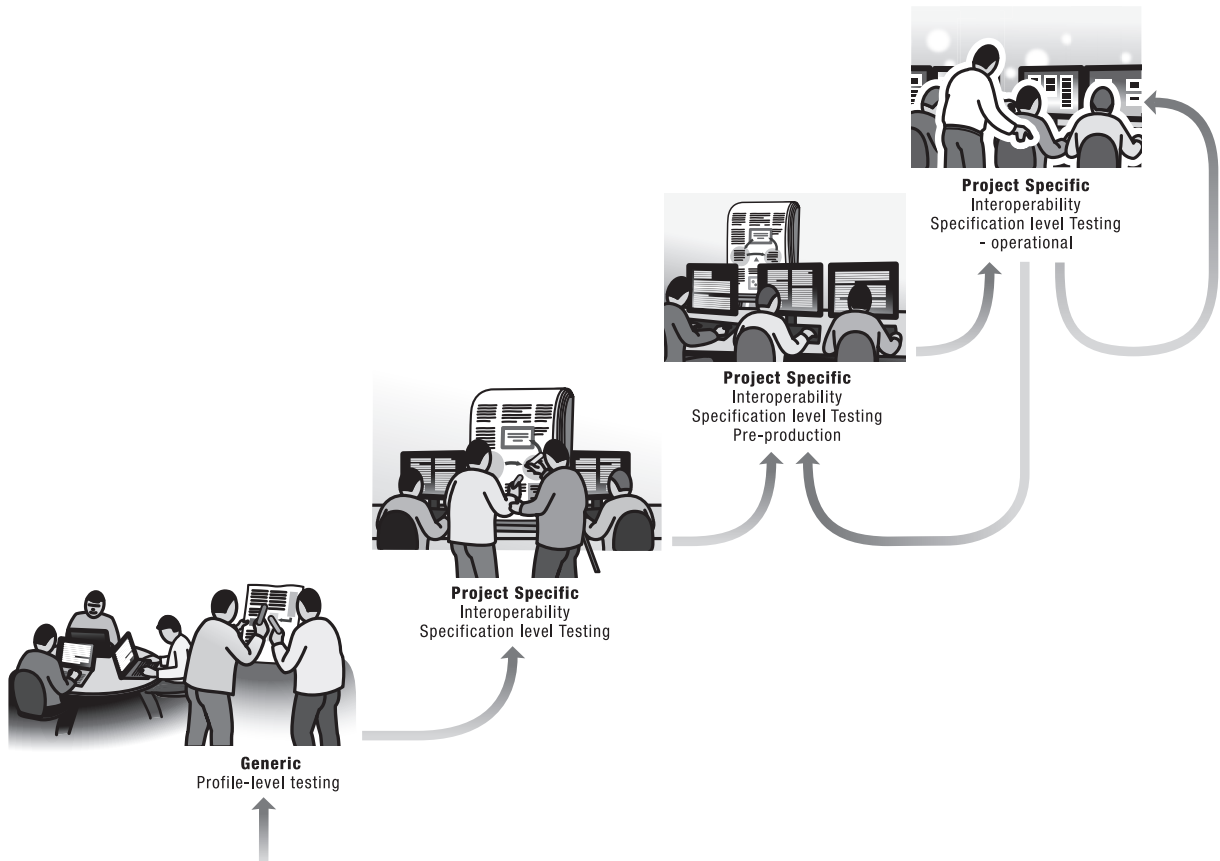 Project Specific
Interoperability
Specification level Testing
- operational
Project Specific
Interoperability
Specification level Testing
Pre-production
Project Specific
Interoperability
Specification level Testing
Generic
Profile-level testing